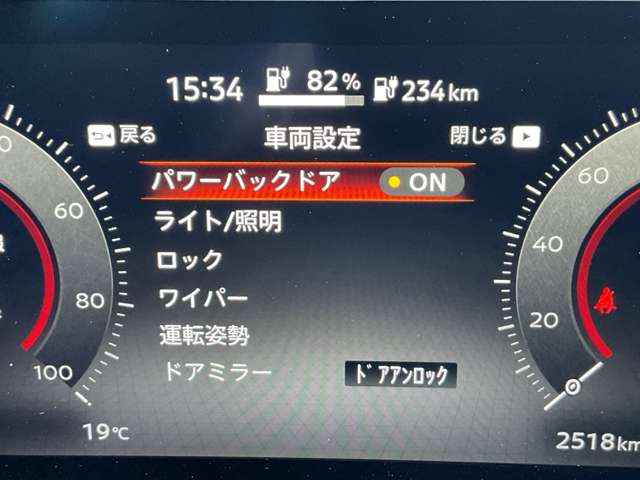 15:34 82% 234km
戻る 車両設定 閉じる
パワーバックドア ON
ライト/照明
ロック
ワイパー
運転姿勢
ドアミラー ﾄﾞｱｱﾝﾛｯｸ
60
80
100
60
40
20
0
19℃
2518km